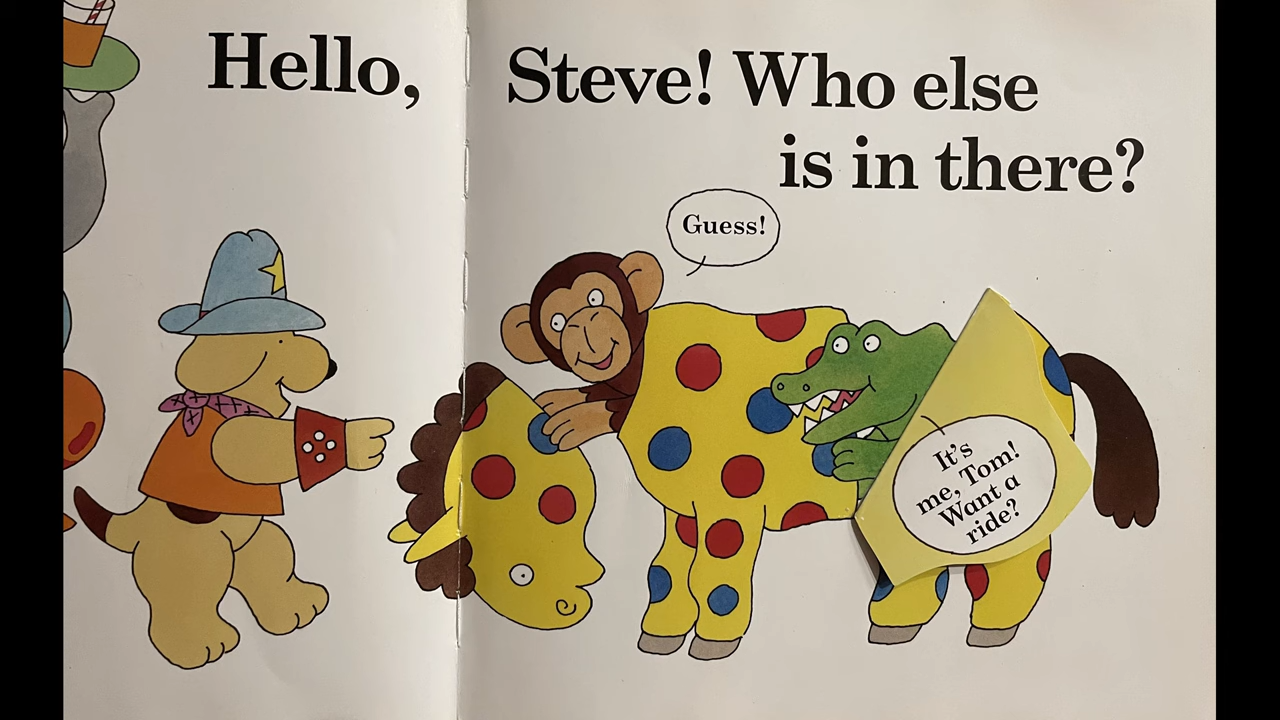 Hello, Steve! Who else
is in there?
Guess!
It's
me, Tom!
Want a
ride?